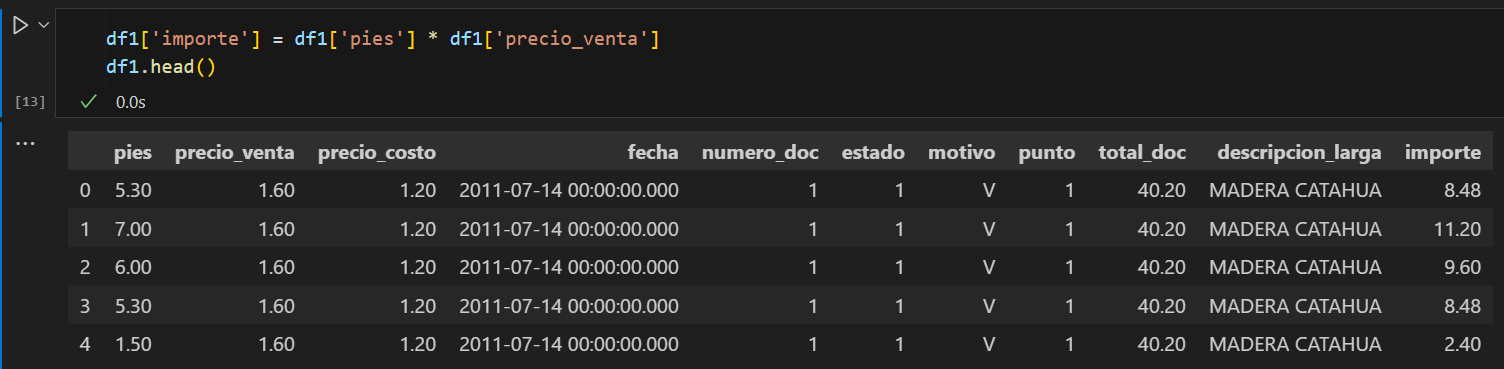 df1['importe'] = df1['pies'] * df1['precio_venta']
df1.head()
[13] 0.0s
... pies precio_venta precio_costo fecha numero_doc estado motivo punto total_doc descripcion_larga importe
0 5.30 1.60 1.20 2011-07-14 00:00:00.000 1 1 V 1 40.20 MADERA CATAHUA 8.48
1 7.00 1.60 1.20 2011-07-14 00:00:00.000 1 1 V 1 40.20 MADERA CATAHUA 11.20
2 6.00 1.60 1.20 2011-07-14 00:00:00.000 1 1 V 1 40.20 MADERA CATAHUA 9.60
3 5.30 1.60 1.20 2011-07-14 00:00:00.000 1 1 V 1 40.20 MADERA CATAHUA 8.48
4 1.50 1.60 1.20 2011-07-14 00:00:00.000 1 1 V 1 40.20 MADERA CATAHUA 2.40